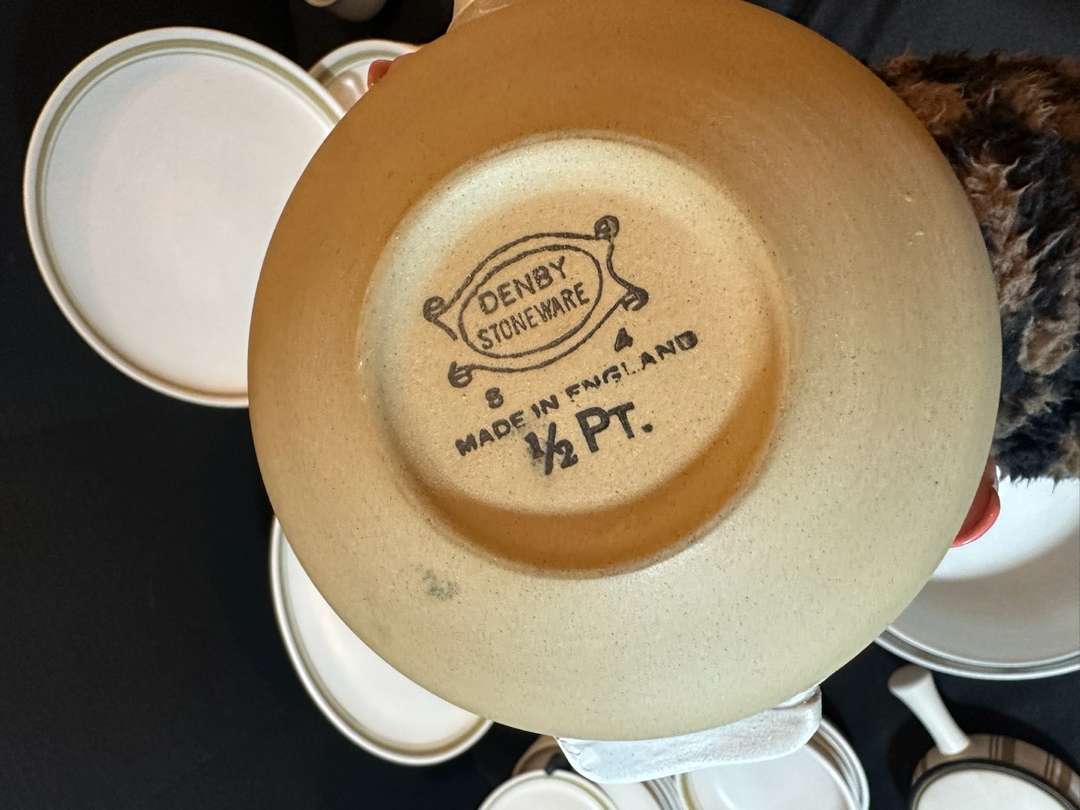 DENBY
STONEWARE
8 4
MADE IN ENGLAND
½ PT.